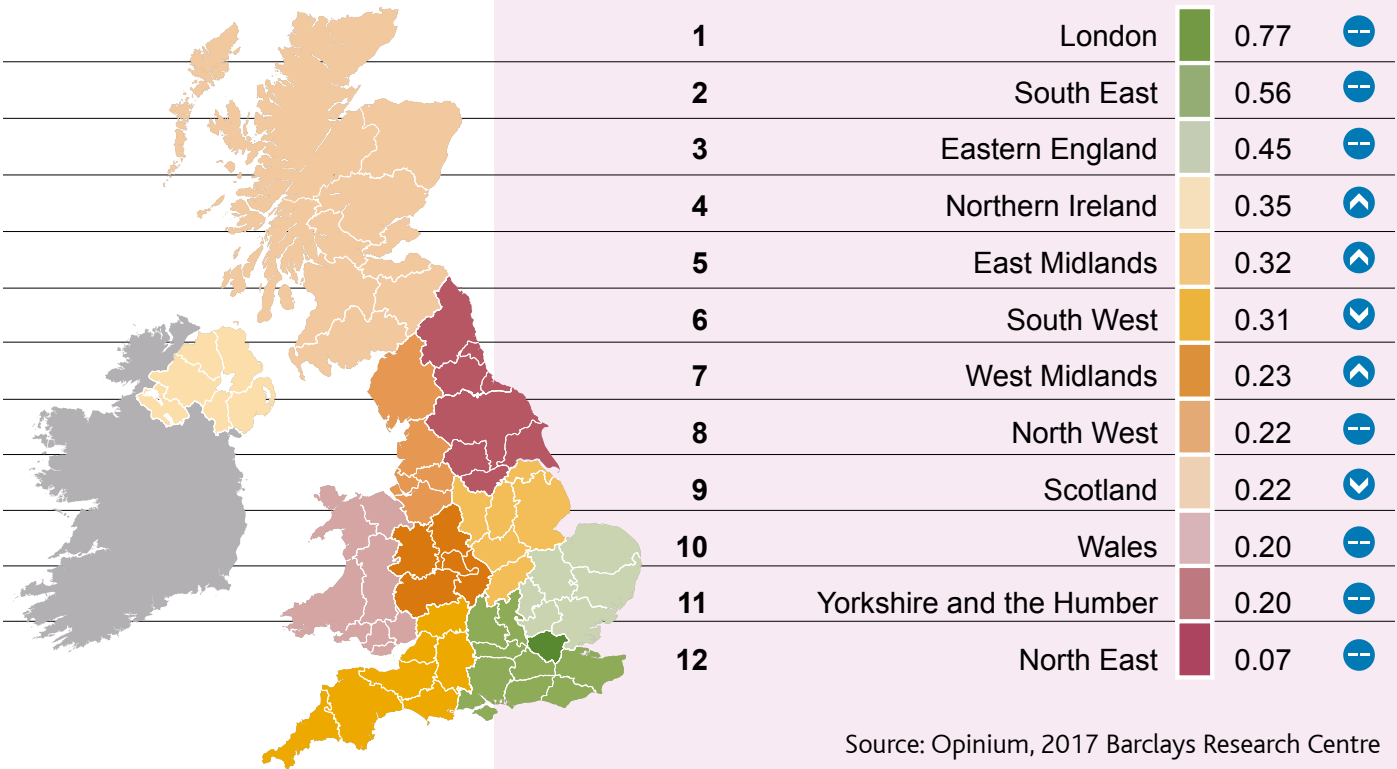 1 London 0.77
2 South East 0.56
3 Eastern England 0.45
4 Northern Ireland 0.35
5 East Midlands 0.32
6 South West 0.31
7 West Midlands 0.23
8 North West 0.22
9 Scotland 0.22
10 Wales 0.20
11 Yorkshire and the Humber 0.20
12 North East 0.07
Source: Opinium, 2017 Barclays Research Centre